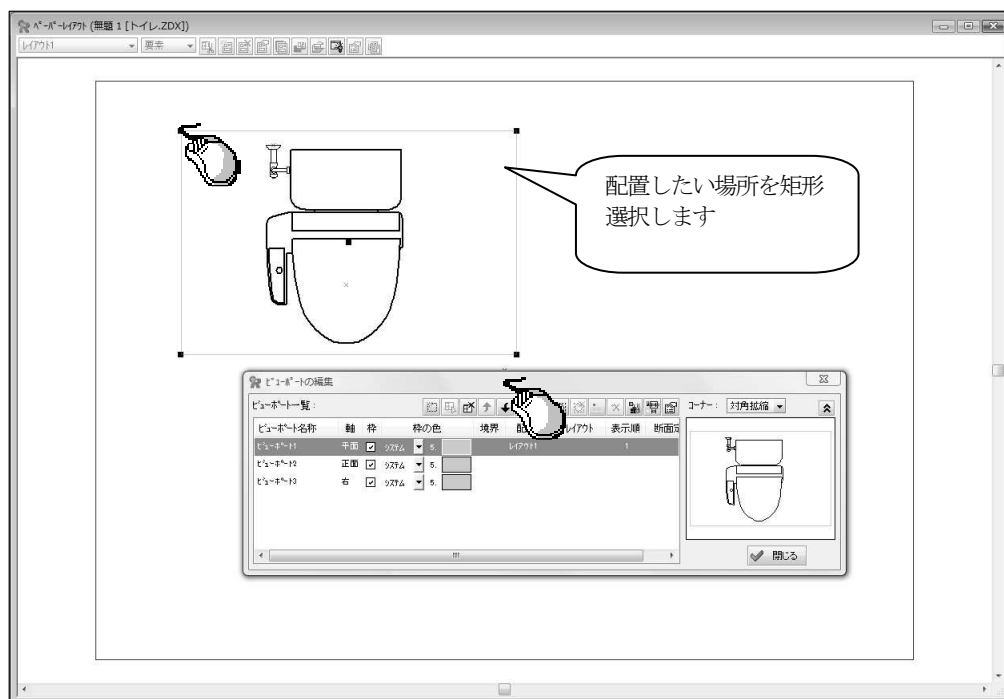 ﾍﾟｰﾊﾟｰﾚｲｱｳﾄ (無題 1 [トイレ.ZDX])
ﾚｲｱｳﾄ1 要素
配置したい場所を矩形
選択します
ﾋﾞｭｰﾎﾟｰﾄの編集
ﾋﾞｭｰﾎﾟｰﾄ一覧：
コーナー： 対角拡縮
ﾋﾞｭｰﾎﾟｰﾄ名称 軸 枠 枠の色 境界 ﾚｲｱｳﾄ 表示順
ﾋﾞｭｰﾎﾟｰﾄ1 平面 ｼｽﾃﾑ 5. ﾚｲｱｳﾄ1 1
ﾋﾞｭｰﾎﾟｰﾄ2 正面 ｼｽﾃﾑ 5.
ﾋﾞｭｰﾎﾟｰﾄ3 右 ｼｽﾃﾑ 5.
閉じる